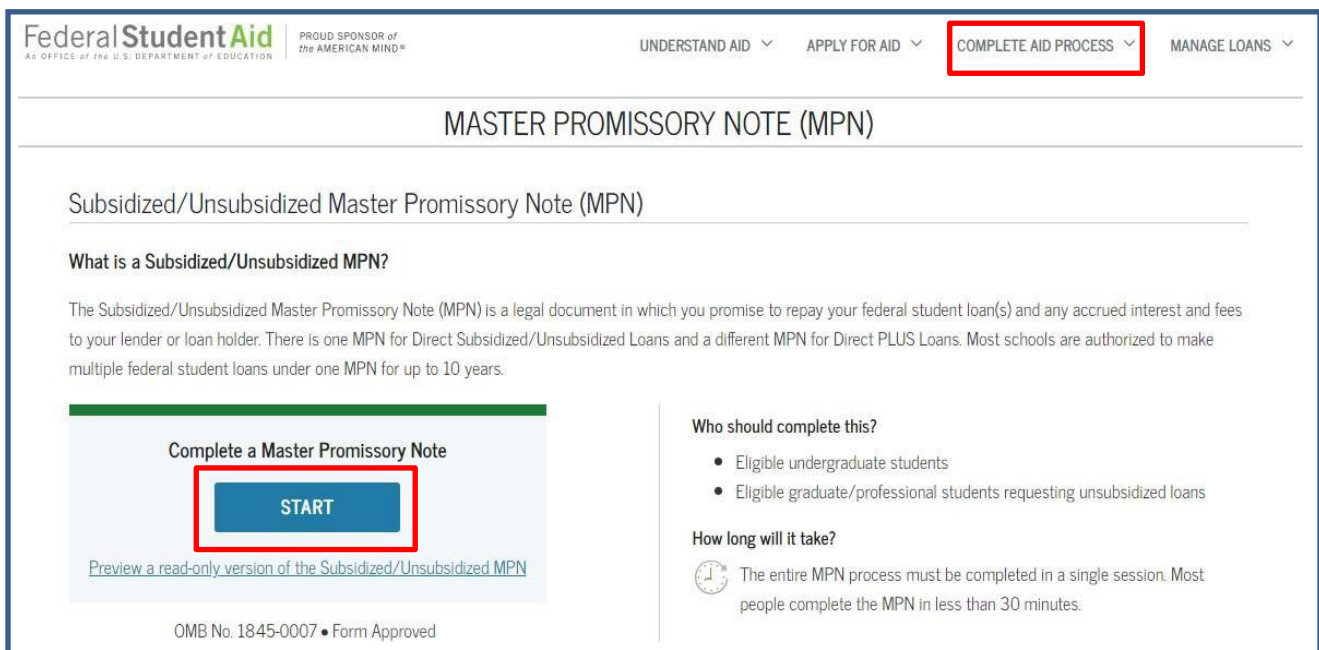 Federal Student Aid
An OFFICE of the U.S. DEPARTMENT of EDUCATION
PROUD SPONSOR of
the AMERICAN MIND®
UNDERSTAND AID
APPLY FOR AID
COMPLETE AID PROCESS
MANAGE LOANS
MASTER PROMISSORY NOTE (MPN)
Subsidized/Unsubsidized Master Promissory Note (MPN)
What is a Subsidized/Unsubsidized MPN?
The Subsidized/Unsubsidized Master Promissory Note (MPN) is a legal document in which you promise to repay your federal student loan(s) and any accrued interest and fees
to your lender or loan holder. There is one MPN for Direct Subsidized/Unsubsidized Loans and a different MPN for Direct PLUS Loans. Most schools are authorized to make
multiple federal student loans under one MPN for up to 10 years.
Complete a Master Promissory Note
START
Preview a read-only version of the Subsidized/Unsubsidized MPN
OMB No. 1845-0007 • Form Approved
Who should complete this?
• Eligible undergraduate students
• Eligible graduate/professional students requesting unsubsidized loans
How long will it take?
The entire MPN process must be completed in a single session. Most
people complete the MPN in less than 30 minutes.